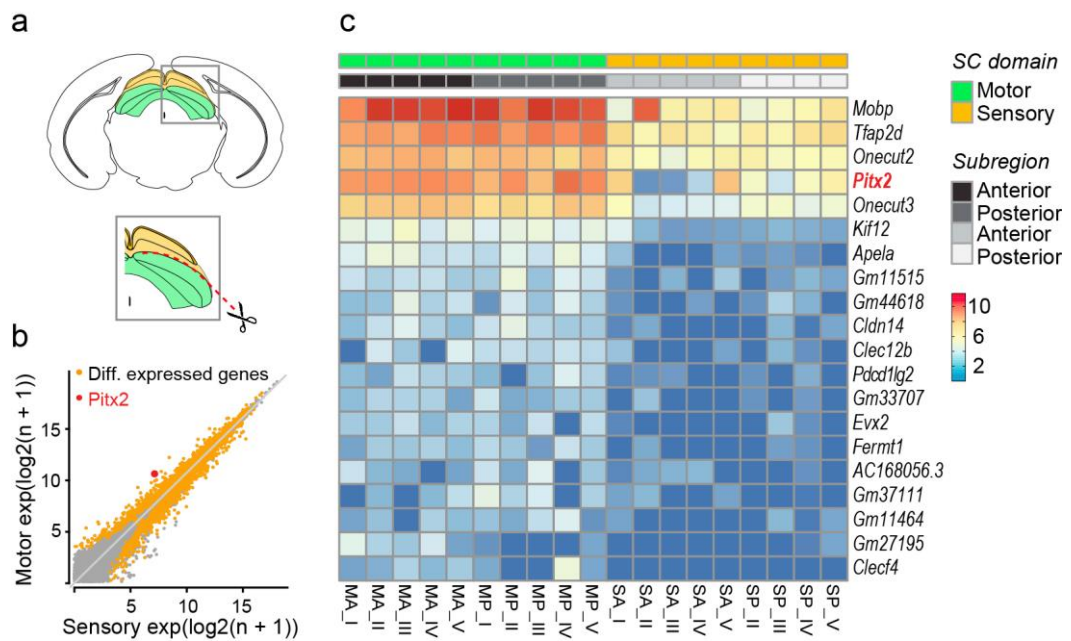 a
b
Diff. expressed genes
Pitx2
15
10
5
5
10
15
Motor exp(log2(n + 1))
Sensory exp(log2(n + 1))
c
Mobp
Tfap2d
Onecut2
Pitx2
Onecut3
Kif12
Apela
Gm11515
Gm44618
Cldn14
Clec12b
Pdcd1lg2
Gm33707
Evx2
Fermt1
AC168056.3
Gm37111
Gm11464
Gm27195
Clecf4
MA_I
MA_II
MA_III
MA_IV
MA_V
MP_I
MP_II
MP_III
MP_IV
MP_V
SA_I
SA_II
SA_III
SA_IV
SA_V
SP_I
SP_II
SP_III
SP_IV
SP_V
SC domain
Motor
Sensory
Subregion
Anterior
Posterior
Anterior
Posterior
10
6
2